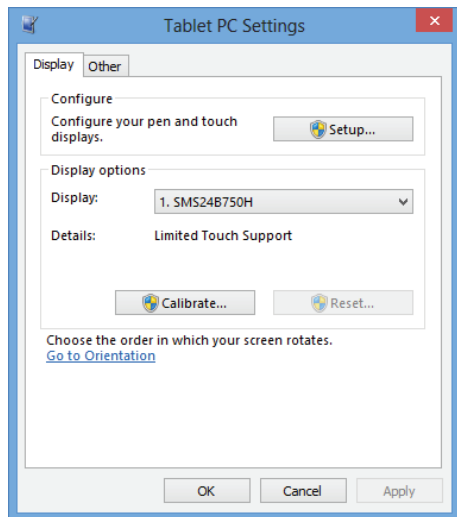 Tablet PC Settings
Display Other
Configure
Configure your pen and touch
displays.
Setup...
Display options
Display: 1. SMS24B750H
Details: Limited Touch Support
Calibrate... Reset...
Choose the order in which your screen rotates.
Go to Orientation
OK Cancel Apply